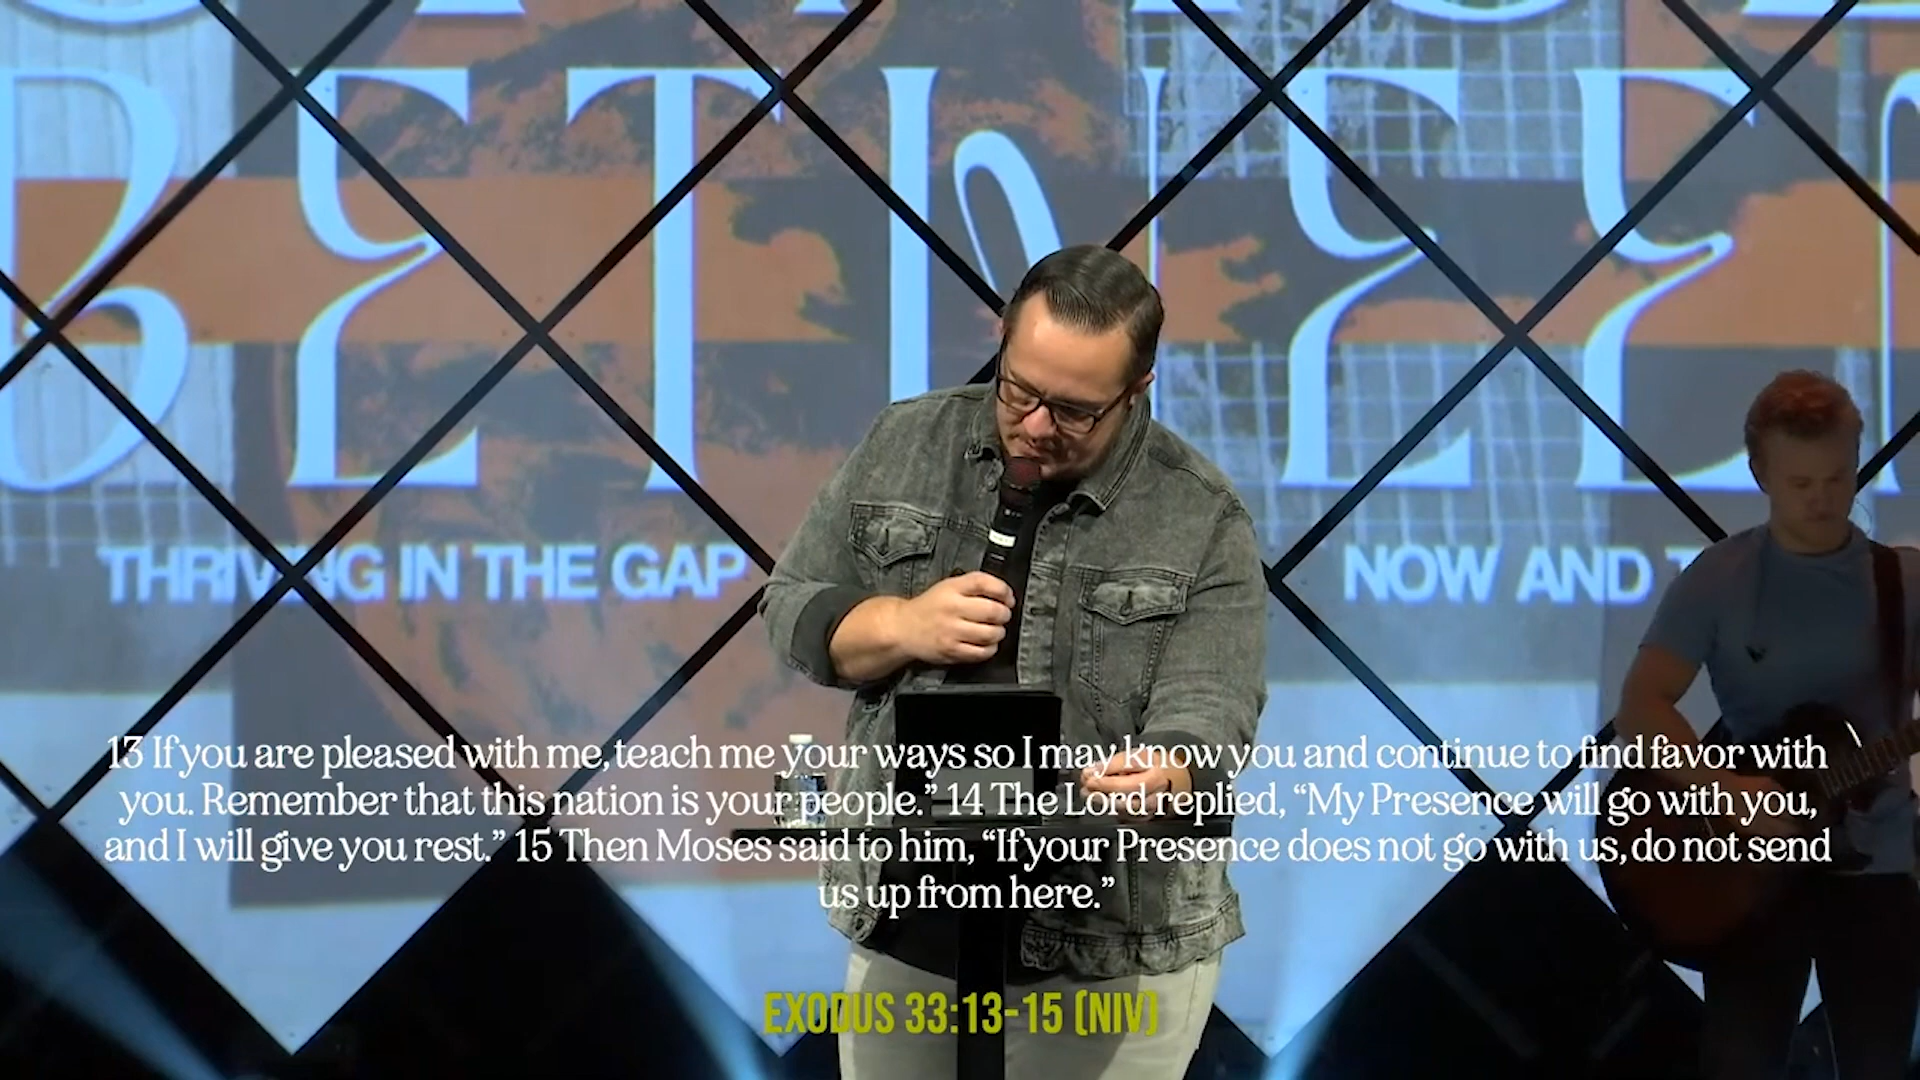 BETWEEN
THRIVING IN THE GAP
NOW AND
13 If you are pleased with me, teach me your ways so I may know you and continue to find favor with
you. Remember that this nation is your people.” 14 The Lord replied, “My Presence will go with you,
and I will give you rest.” 15 Then Moses said to him, “If your Presence does not go with us, do not send
us up from here.”
EXODUS 33:13-15 (NIV)